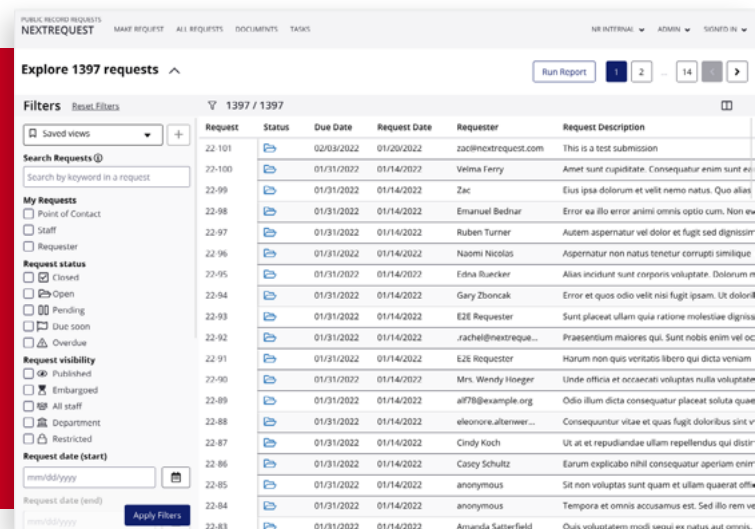 PUBLIC RECORD REQUESTS
NEXTREQUEST MAKE REQUEST ALL REQUESTS DOCUMENTS TASKS NR INTERNAL ADMIN SIGNED IN
Explore 1397 requests Run Report 1 2 ... 14
Filters Reset Filters 1397 / 1397
Saved views +
Request Status Due Date Request Date Requester Request Description
22-101 02/03/2022 01/20/2022 zac@nextrequest.com This is a test submission
Search Requests
Search by keyword in a request
22-100 01/31/2022 01/14/2022 Velma Ferry Amet sunt cupiditate. Consequatur enim sunt ea
22-99 01/31/2022 01/14/2022 Zac Eius ipsa dolorum et velit nemo natus. Quo alias
My Requests
Point of Contact
22-98 01/31/2022 01/14/2022 Emanuel Bednar Error ea illo error animi omnis optio cum. Non
Staff
22-97 01/31/2022 01/14/2022 Ruben Turner Autem aspernatur vel dolor et fugit sed
Requester
22-96 01/31/2022 01/14/2022 Naomi Nicolas Aspernatur non natus tenetur corrupti similique
Request status
Closed
22-95 01/31/2022 01/14/2022 Edna Ruecker Alias incidunt sunt corporis voluptate. Dolorum
Open
22-94 01/31/2022 01/14/2022 Gary Zboncak Error et quos odio velit nisi fugit ipsam. Ut
Pending
22-93 01/31/2022 01/14/2022 E2E Requester Sunt placeat ullam quia ratione molestiae
Due soon
22-92 01/31/2022 01/14/2022 .rachel@nextreque... Praesentium maiores qui. Sunt nobis enim vel
Overdue
Request visibility
22-91 01/31/2022 01/14/2022 E2E Requester Harum non quis veritatis libero qui dicta veniam
Published
22-90 01/31/2022 01/14/2022 Mrs. Wendy Hoeger Unde officia et occaecati voluptas nulla voluptate
Embargoed
22-89 01/31/2022 01/14/2022 alf78@example.org Odio illum dicta consequatur placeat soluta quae
All staff
22-88 01/31/2022 01/14/2022 eleonore.altenwer... Consequuntur vitae et quas fugit doloribus sint
Department
22-87 01/31/2022 01/14/2022 Cindy Koch Ut at et repudiandae ullam repellendus qui
Restricted
Request date (start)
22-86 01/31/2022 01/14/2022 Casey Schultz Earum explicabo nihil consequatur aperiam enim
mm/dd/yyyy
22-85 01/31/2022 01/14/2022 anonymous Sit non voluptas sunt quam et ullam quaerat
Request date (end)
22-84 01/31/2022 01/14/2022 anonymous Tempora et omnis accusamus est. Sed illo rem
mm/dd/yyyy Apply Filters
22-83 01/31/2022 01/14/2022 Amanda Satterfield Quis voluptatem modi sequi ex natus aut omnis